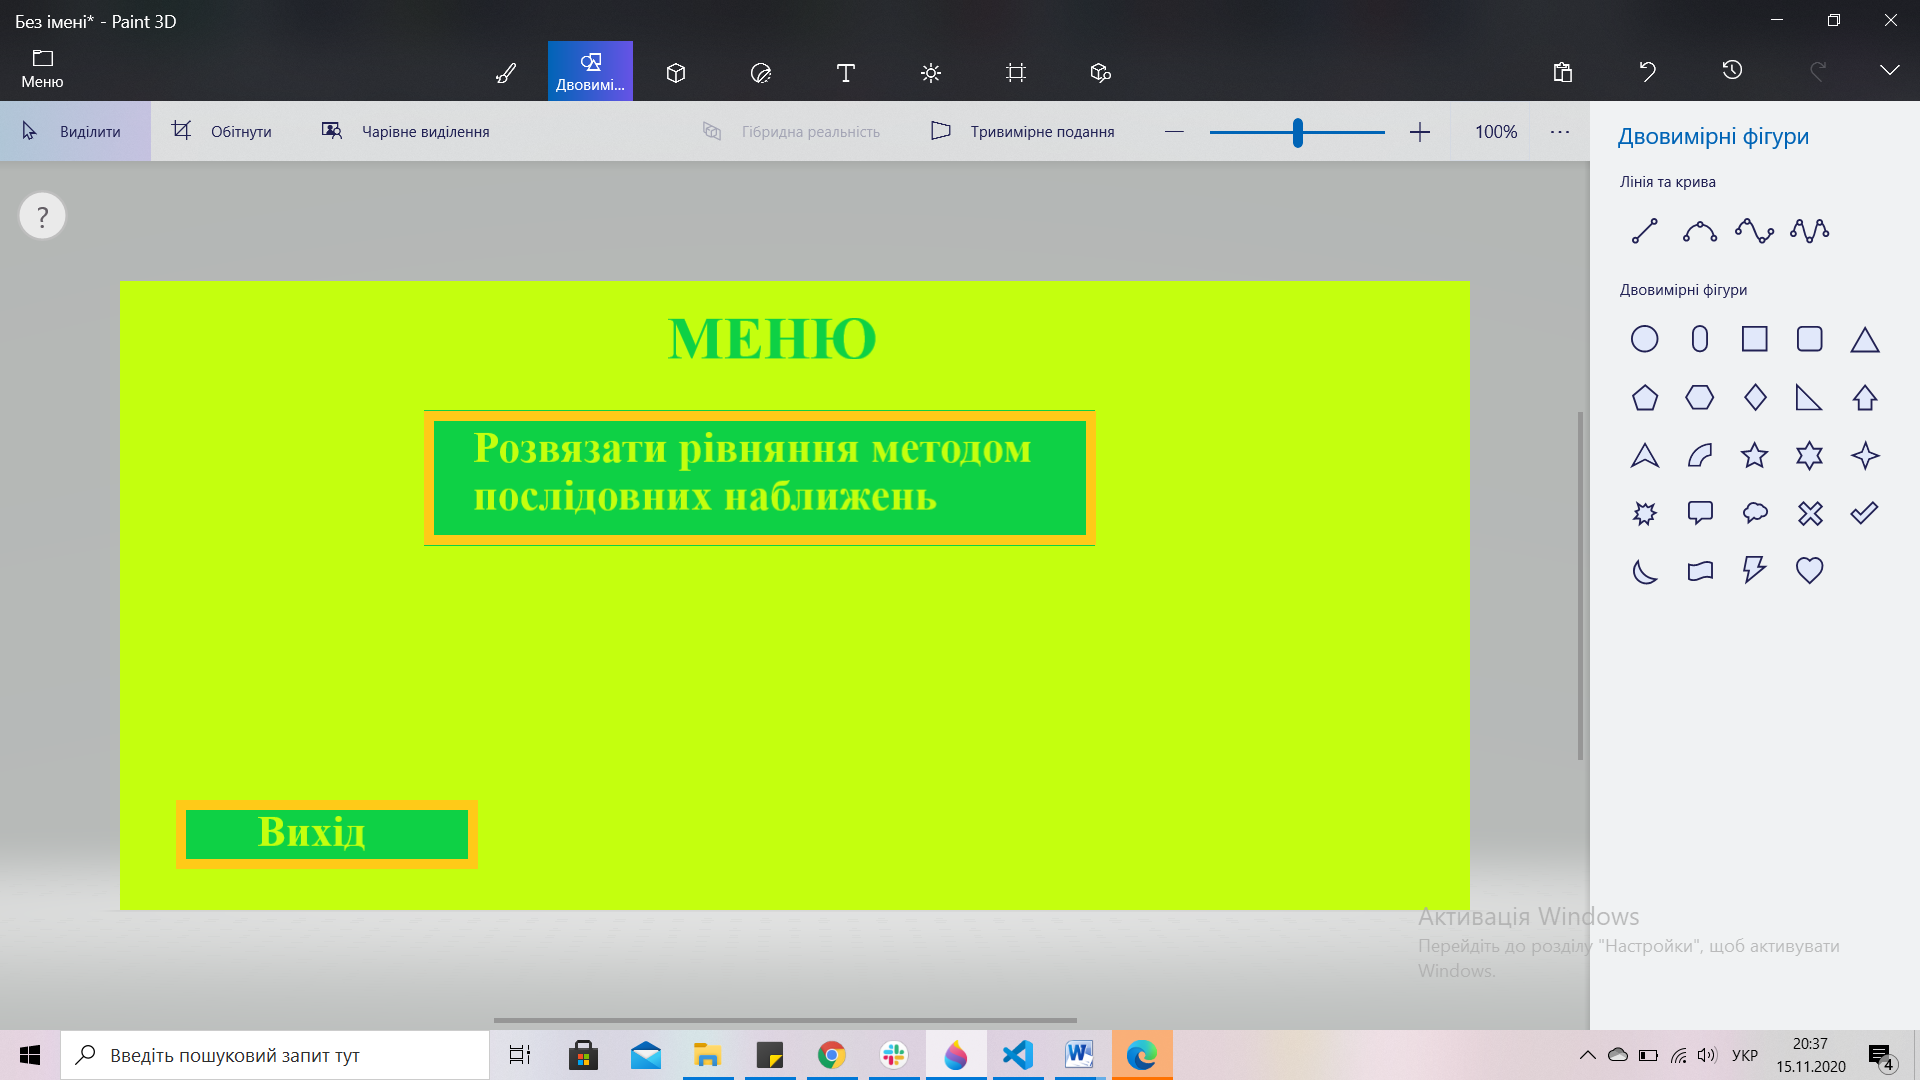 Без імені* - Paint 3D
Меню
Двовимі...
Виділити
Обітнути
Чарівне виділення
Гібридна реальність
Тривимірне подання
100%
Двовимірні фігури
Лінія та крива
?
Двовимірні фігури
МЕНЮ
Розвязати рівняння методом
послідовних наближень
Вихід
Активація Windows
Перейдіть до розділу "Настройки", щоб активувати
Windows.
Введіть пошуковий запит тут
УКР
20:37
15.11.2020
4